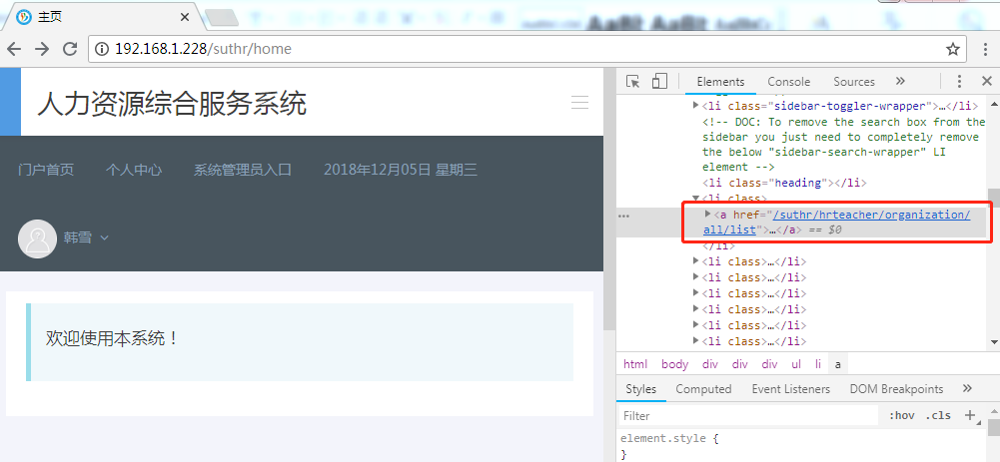 主页
192.168.1.228/suthr/home
人力资源综合服务系统
门户首页 个人中心 系统管理员入口 2018年12月05日 星期三
韩雪
欢迎使用本系统！
Elements Console Sources »
<li class="sidebar-toggler-wrapper">…</li>
<!-- DOC: To remove the search box from the
sidebar you just need to completely remove
the below "sidebar-search-wrapper" LI
element -->
<li class="heading"></li>
<li class>
<a href="/suthr/hrteacher/organization/
all/list">…</a> == $0
</li>
<li class>…</li>
<li class>…</li>
<li class>…</li>
<li class>…</li>
<li class>…</li>
<li class>…</li>
html body div div div ul li a
Styles Computed Event Listeners DOM Breakpoints »
Filter :hov .cls +
element.style {
}